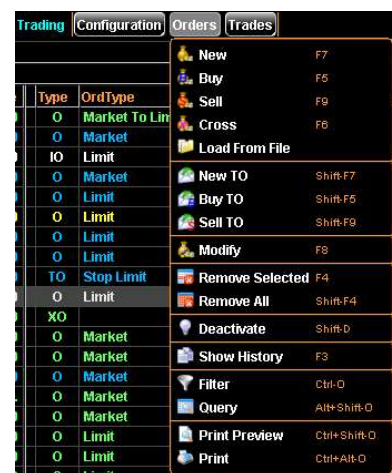 Trading Configuration Orders Trades
New F7
Buy F5
Sell F9
Cross F6
Load From File
New TO Shift-F7
Buy TO Shift-F5
Sell TO Shift-F9
Modify F8
Remove Selected F4
Remove All Shift-F4
Deactivate Shift-D
Show History F3
Filter Ctrl-O
Query Alt+Shift-O
Print Preview Ctrl+Shift-O
Print Ctrl+Alt-O
Type OrdType
O Market To Lim
O Market
IO Limit
O Market
O Limit
O Limit
O Limit
O Limit
TO Stop Limit
O Limit
XO
O Market
O Market
O Market
O Market
O Market
O Limit
O Limit